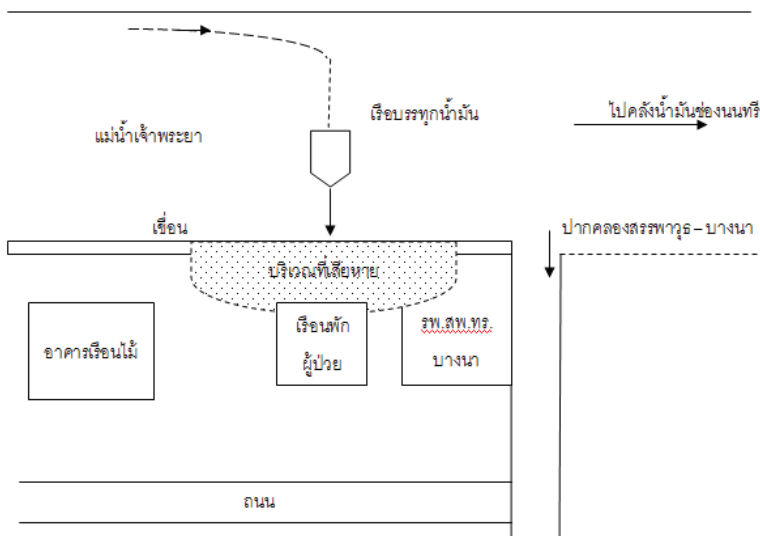 เรือบรรทุกน้ำมัน
ไปคลังน้ำมันช่องนนทรี
แม่น้ำเจ้าพระยา
เขื่อน
ปากคลองสรรพาวุธ – บางนา
บริเวณที่เสียหาย
อาคารเรือนไม้
เรือนพัก
ผู้ป่วย
รพ.สพ.ทร.
บางนา
ถนน